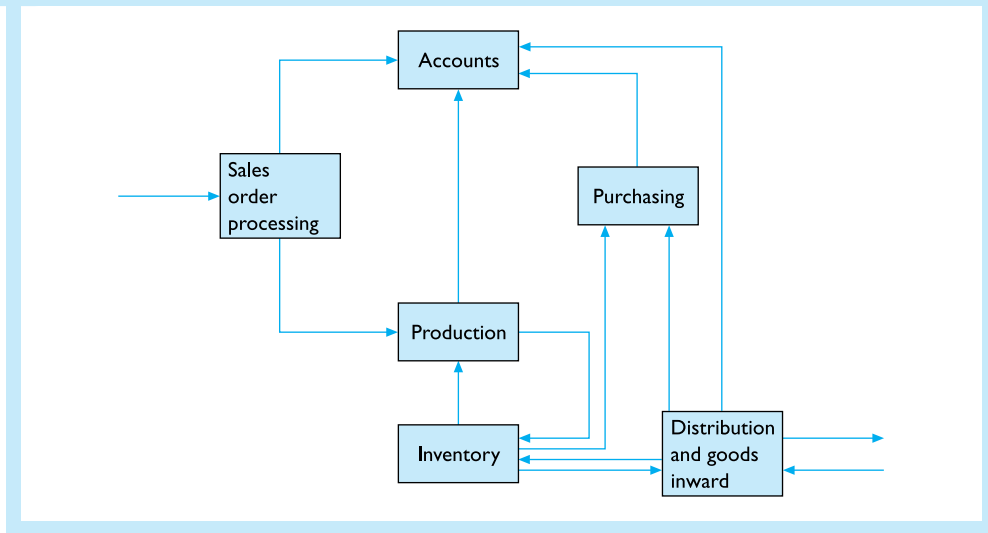 Accounts
Sales
order
processing
Purchasing
Production
Inventory
Distribution
and goods
inward